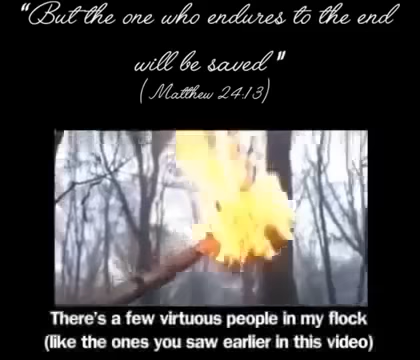 "But the one who endures to the end
will be saved"
(Matthew 24:13)
There's a few virtuous people in my flock
(like the ones you saw earlier in this video)